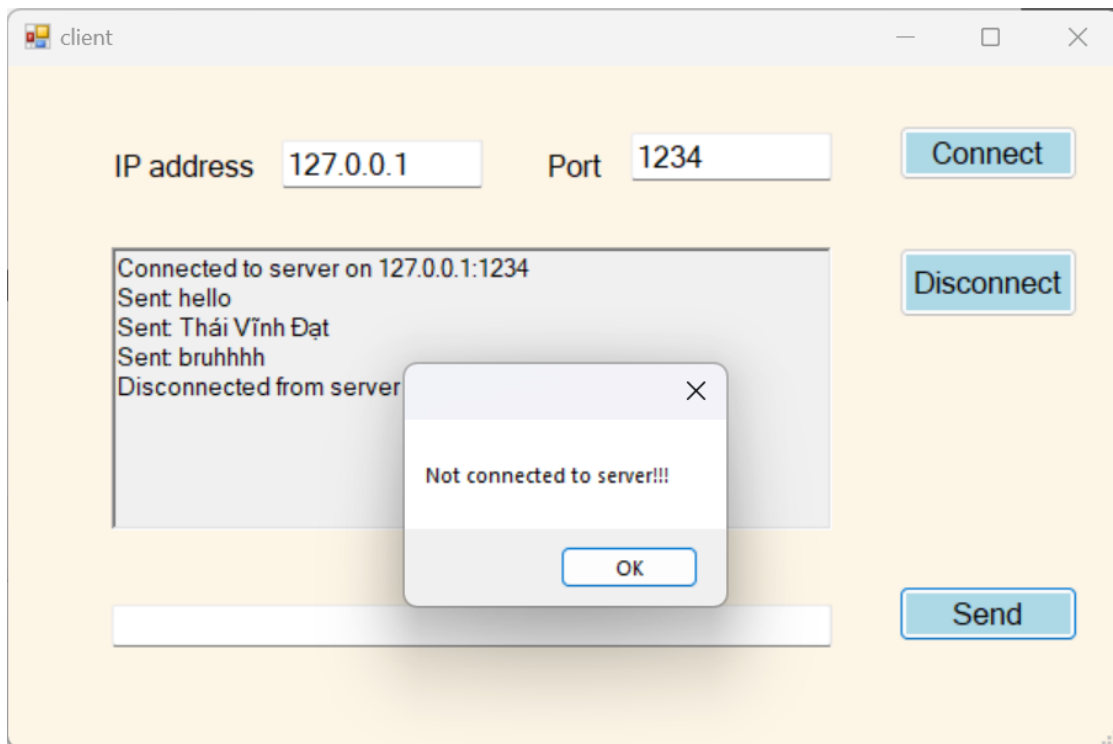 client
IP address 127.0.0.1 Port 1234 Connect
Connected to server on 127.0.0.1:1234
Sent: hello
Sent: Thái Vĩnh Đạt
Sent: bruhhhh
Disconnected from server
Disconnect
Not connected to server!!!
OK
Send